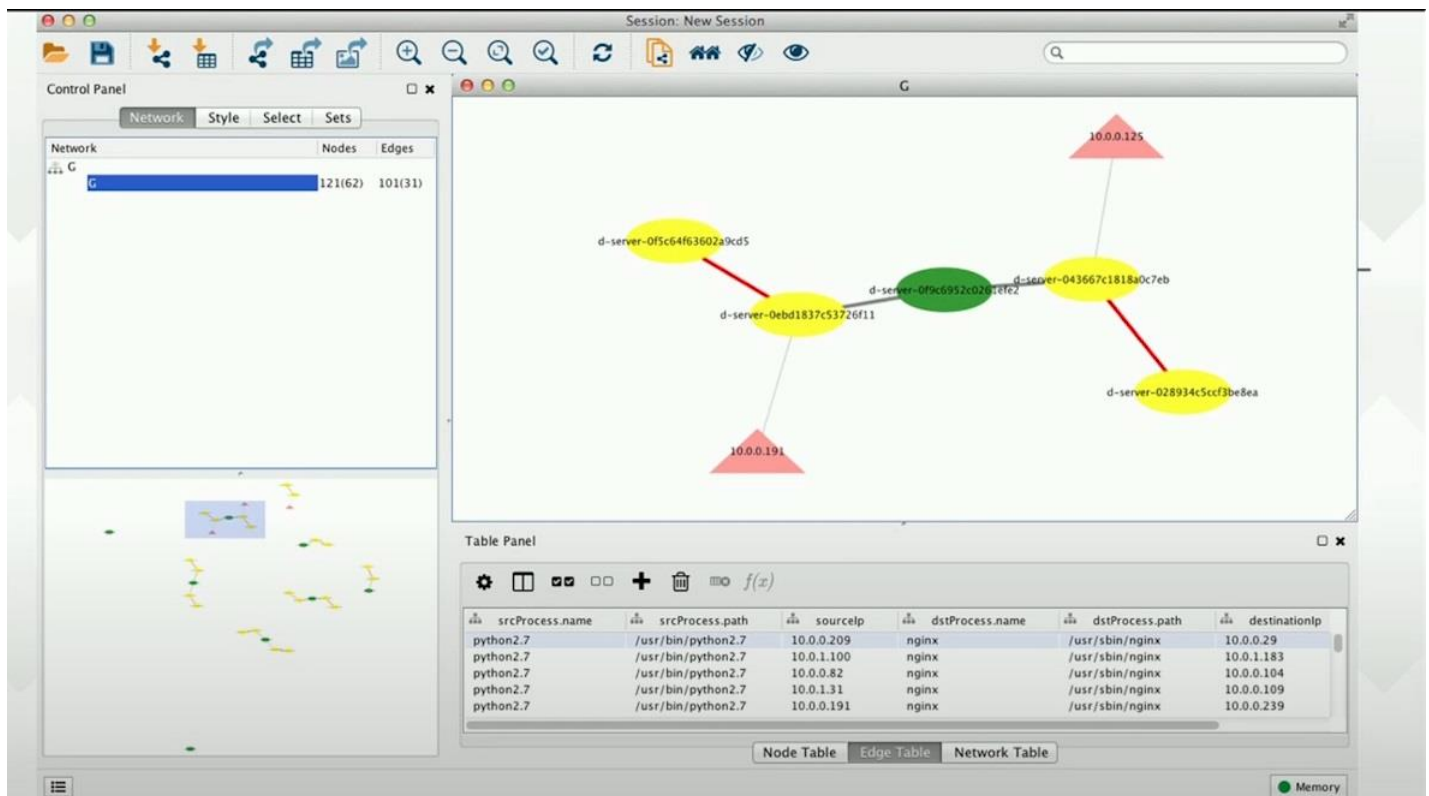 Session: New Session
Control Panel
Network Style Select Sets
Network Nodes Edges
G
G 121(62) 101(31)
G
10.0.0.125
d-server-0f5c64f63602a9cd5
d-server-043667c1818a0c7eb
d-server-0f9c6952c0261efe2
d-server-0ebd1837c53726f11
d-server-028934c5ccf3be8ea
10.0.0.191
Table Panel
f(x)
srcProcess.name srcProcess.path sourceIp dstProcess.name dstProcess.path destinationIp
python2.7 /usr/bin/python2.7 10.0.0.209 nginx /usr/sbin/nginx 10.0.0.29
python2.7 /usr/bin/python2.7 10.0.1.100 nginx /usr/sbin/nginx 10.0.1.183
python2.7 /usr/bin/python2.7 10.0.0.82 nginx /usr/sbin/nginx 10.0.0.104
python2.7 /usr/bin/python2.7 10.0.1.31 nginx /usr/sbin/nginx 10.0.0.109
python2.7 /usr/bin/python2.7 10.0.0.191 nginx /usr/sbin/nginx 10.0.0.239
Node Table Edge Table Network Table
Memory